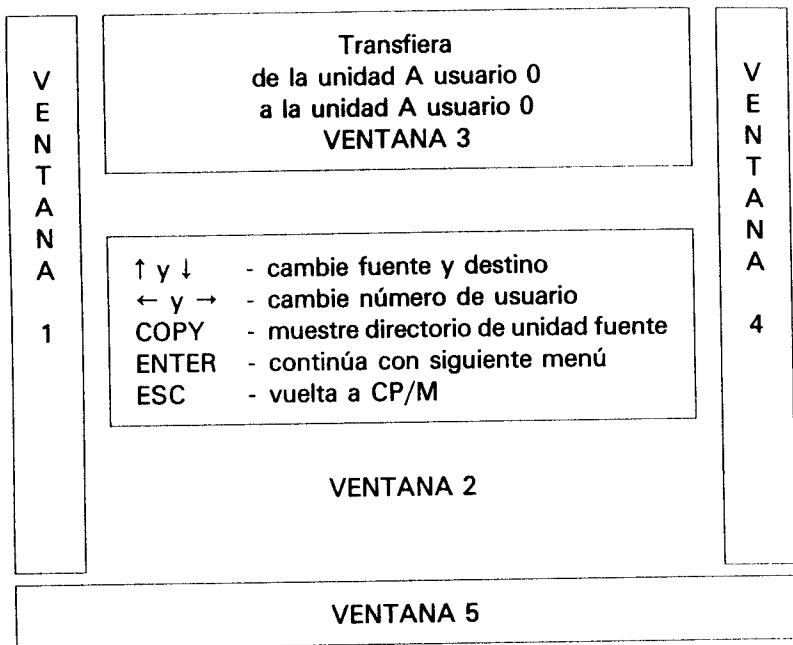 VENTANA 1
Transfiera
de la unidad A usuario 0
a la unidad A usuario 0
VENTANA 3
↑ y ↓ - cambie fuente y destino
← y → - cambie número de usuario
COPY - muestre directorio de unidad fuente
ENTER - continúa con siguiente menú
ESC - vuelta a CP/M
VENTANA 2
VENTANA 4
VENTANA 5